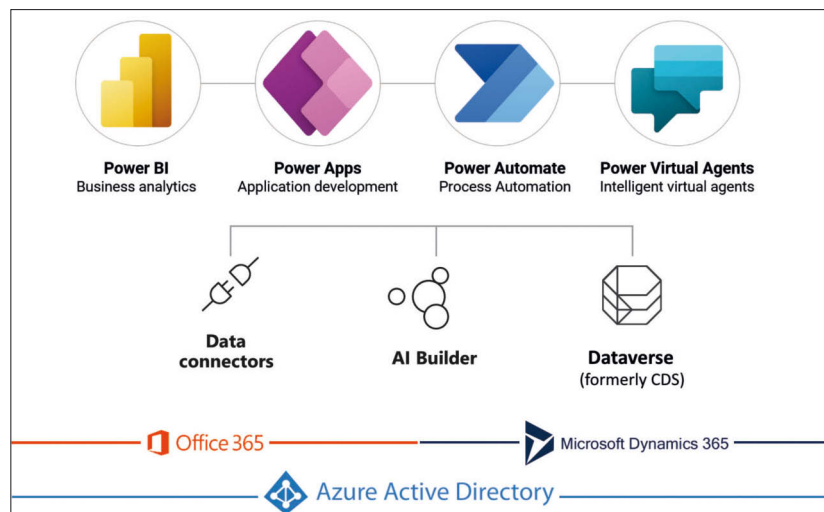 Power BI
Business analytics
Power Apps
Application development
Power Automate
Process Automation
Power Virtual Agents
Intelligent virtual agents
Data
connectors
AI Builder
Dataverse
(formerly CDS)
Office 365
Microsoft Dynamics 365
Azure Active Directory